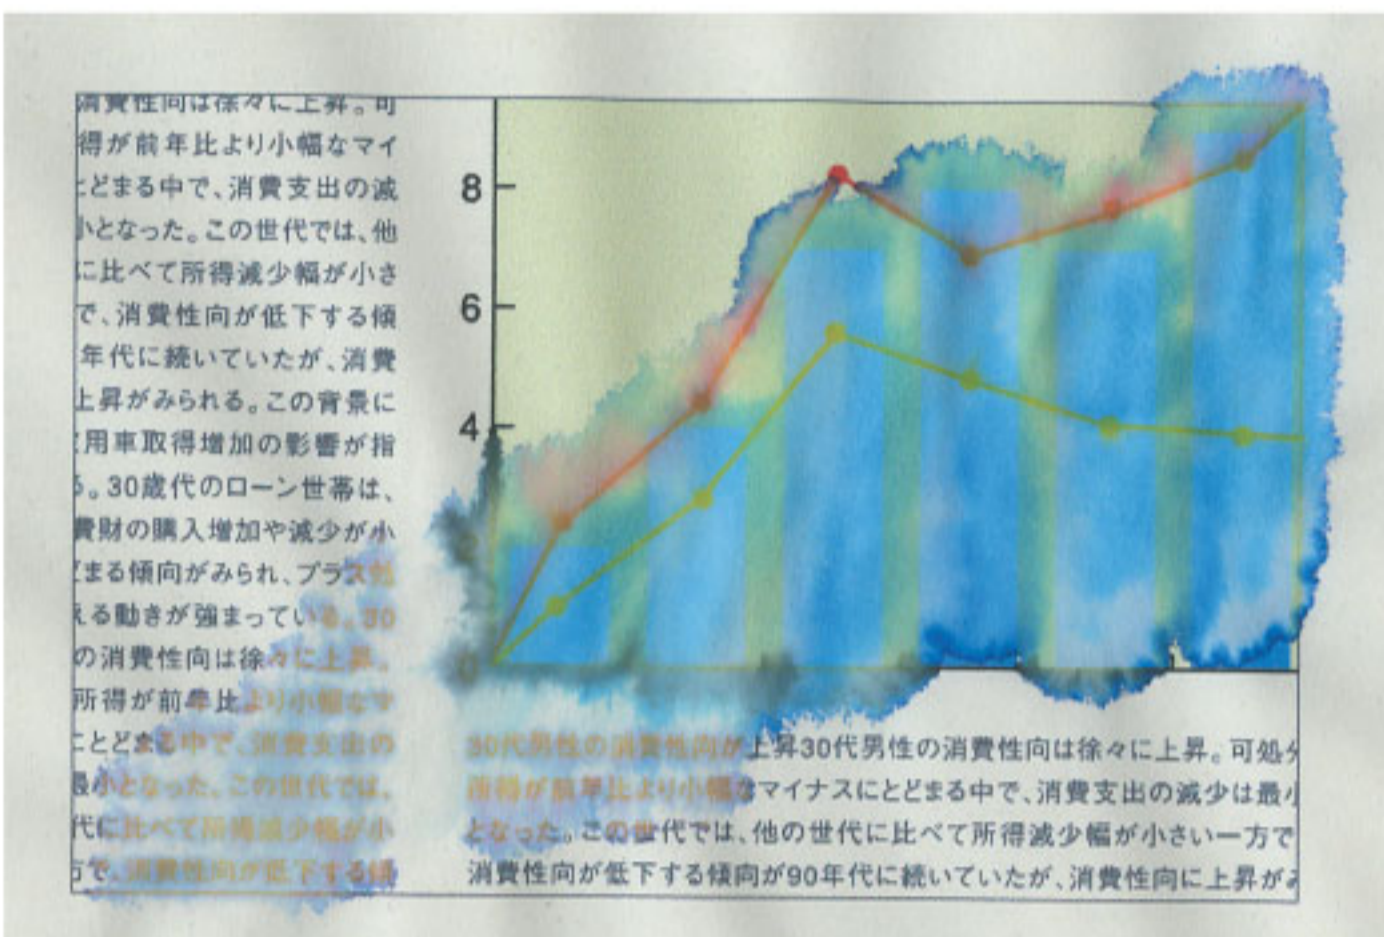 消費性向は徐々に上昇。可
得が前年比より小幅なマイ
とどまる中で、消費支出の減
小となった。この世代では、他
に比べて所得減少幅が小さ
で、消費性向が低下する傾
年代に続いていたが、消費
上昇がみられる。この背景に
用車取得増加の影響が指
。30歳代のローン世帯は、
費財の購入増加や減少が小
まる傾向がみられ、プラス
える動きが強まっている。30
の消費性向は徐々に上昇。
所得が前年比より小幅なマ
にとどまる中で、消費支出の
最小となった。この世代では、
代に比べて所得減少幅が小
方で、消費性向が低下する傾
8
6
4
30代男性の消費性向が上昇30代男性の消費性向は徐々に上昇。可処分
所得が前年比より小幅なマイナスにとどまる中で、消費支出の減少は最小
となった。この世代では、他の世代に比べて所得減少幅が小さい一方で
消費性向が低下する傾向が90年代に続いていたが、消費性向に上昇がみ